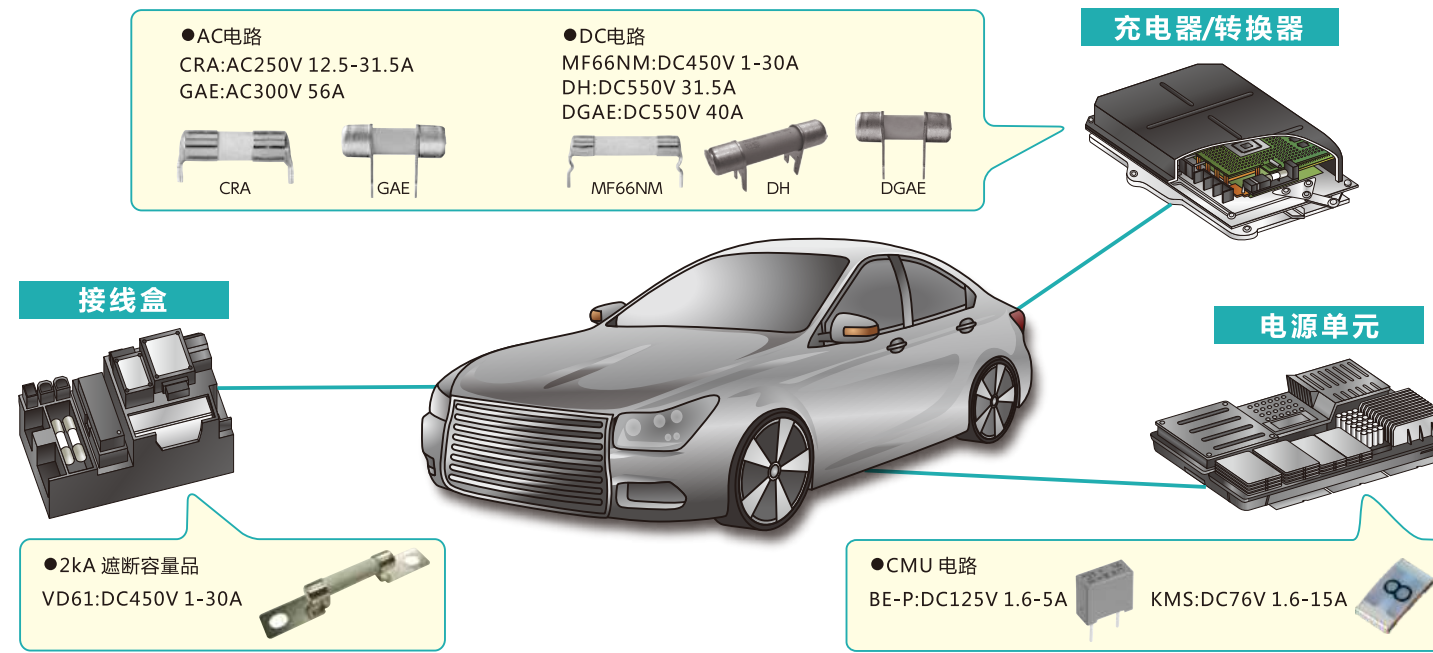 充电器/转换器
●AC电路
CRA:AC250V 12.5-31.5A
GAE:AC300V 56A
CRA
GAE
●DC电路
MF66NM:DC450V 1-30A
DH:DC550V 31.5A
DGAE:DC550V 40A
MF66NM
DH
DGAE
接线盒
●2kA 遮断容量品
VD61:DC450V 1-30A
电源单元
●CMU 电路
BE-P:DC125V 1.6-5A
KMS:DC76V 1.6-15A
8